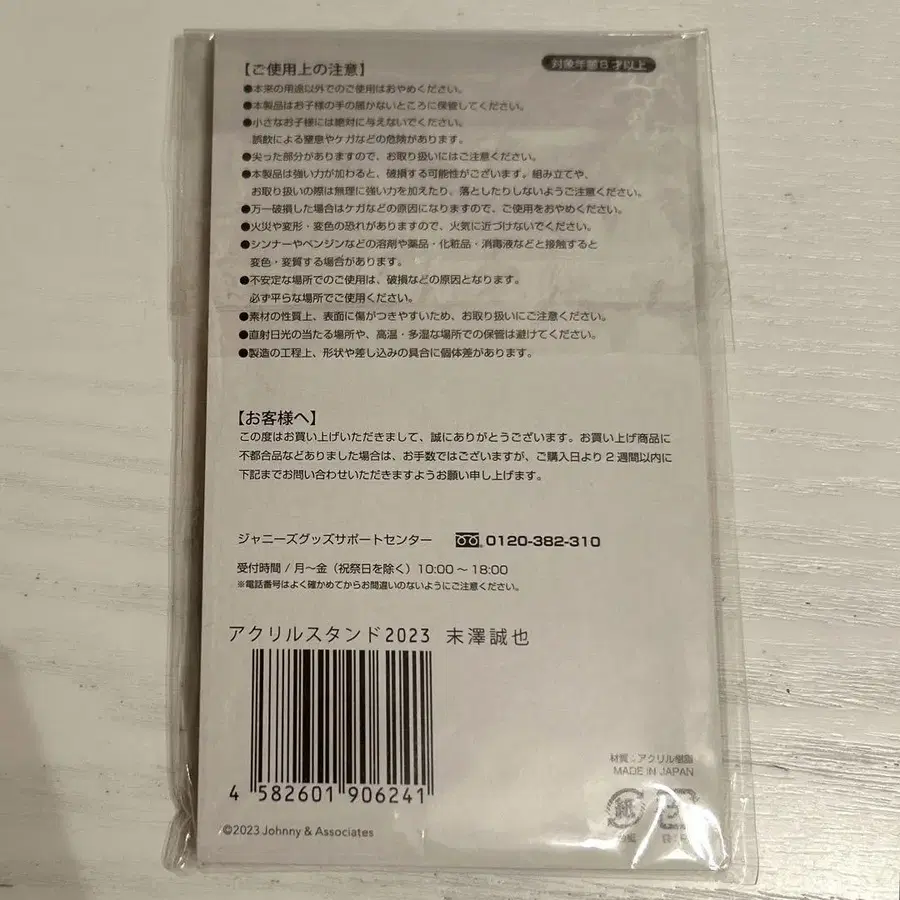 【ご使用上の注意】
対象年齢8才以上
●本来の用途以外でのご使用はおやめください。
●本製品はお子様の手の届かないところに保管してください。
●小さなお子様には絶対に与えないでください。
誤飲による窒息やケガなどの危険があります。
●尖った部分がありますので、お取り扱いにはご注意ください。
●本製品は強い力が加わると、破損する可能性がございます。組み立てや、
お取り扱いの際は無理に強い力を加えたり、落としたりしないようご注意ください。
●万一破損した場合はケガなどの原因になりますので、ご使用をおやめください。
●火災や変形・変色の恐れがありますので、火気に近づけないでください。
●シンナーやベンジンなどの溶剤や薬品・化粧品・消毒液などと接触すると
変色・変質する場合があります。
●不安定な場所でのご使用は、破損などの原因となります。
必ず平らな場所でご使用ください。
●素材の性質上、表面に傷がつきやすいため、お取り扱いにご注意ください。
●直射日光の当たる場所や、高温・多湿な場所での保管は避けてください。
●製造の工程上、形状や差し込みの具合に個体差があります。
【お客様へ】
この度はお買い上げいただきまして、誠にありがとうございます。お買い上げ商品に
不都合品などありました場合は、お手数ではございますが、ご購入日より2週間以内に
下記までお問い合わせいただきますようお願い申し上げます。
ジャニーズグッズサポートセンター 0120-382-310
受付時間 / 月〜金（祝祭日を除く）10:00 〜 18:00
※電話番号はよく確かめてからお間違いのないようにご注意ください。
アクリルスタンド2023 末澤誠也
4 582601 906241
材質：アクリル樹脂
MADE IN JAPAN
紙
©2023 Johnny & Associates